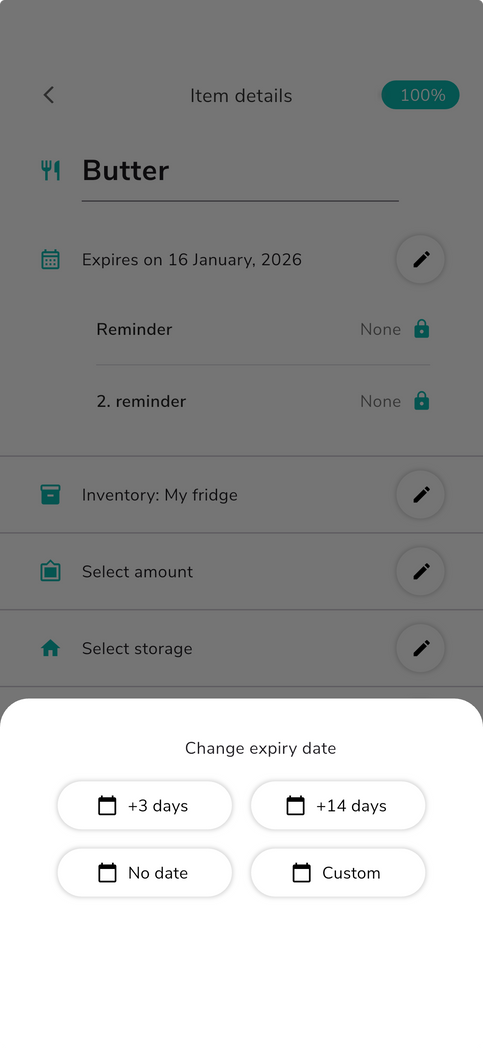 Item details
100%
Butter
Expires on 16 January, 2026
Reminder
None
2. reminder
None
Inventory: My fridge
Select amount
Select storage
Change expiry date
+3 days
+14 days
No date
Custom